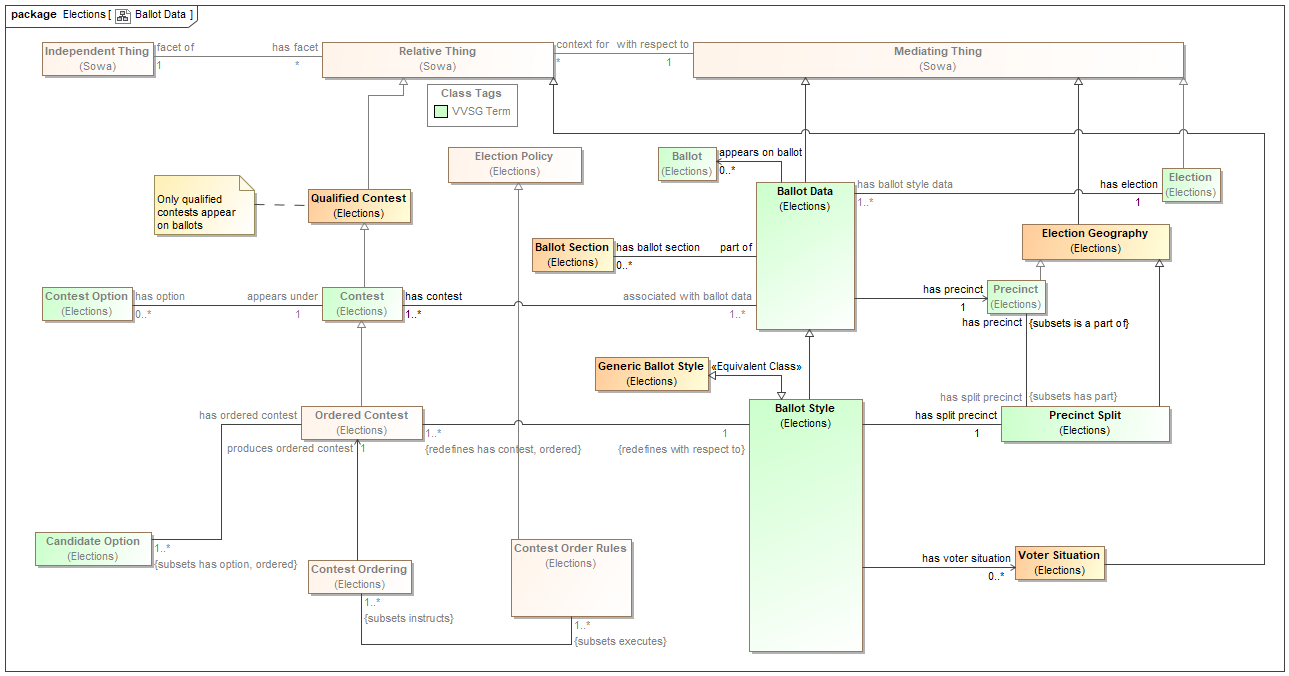 package Elections [ Ballot Data ]
Independent Thing
(Sowa)
facet of
1
has facet
*
Relative Thing
(Sowa)
context for
*
with respect to
1
Mediating Thing
(Sowa)
Class Tags
VVSG Term
Election Policy
(Elections)
Ballot
(Elections)
appears on ballot
0..*
Ballot Data
(Elections)
has ballot style data
1..*
has election
1
Election
(Elections)
Only qualified
contests appear
on ballots
Qualified Contest
(Elections)
Ballot Section
(Elections)
has ballot section
0..*
part of
Election Geography
(Elections)
Contest Option
(Elections)
has option
0..*
appears under
1
Contest
(Elections)
has contest
1..*
associated with ballot data
1..*
has precinct
1
Precinct
(Elections)
has precinct
{subsets is a part of}
Generic Ballot Style
(Elections)
«Equivalent Class»
has split precinct
{subsets has part}
Ballot Style
(Elections)
has split precinct
1
Precinct Split
(Elections)
has ordered contest
Ordered Contest
(Elections)
produces ordered contest
1
1..*
{redefines has contest, ordered}
1
{redefines with respect to}
Candidate Option
(Elections)
1..*
{subsets has option, ordered}
Contest Ordering
(Elections)
1..*
{subsets instructs}
Contest Order Rules
(Elections)
1..*
{subsets executes}
has voter situation
0..*
Voter Situation
(Elections)